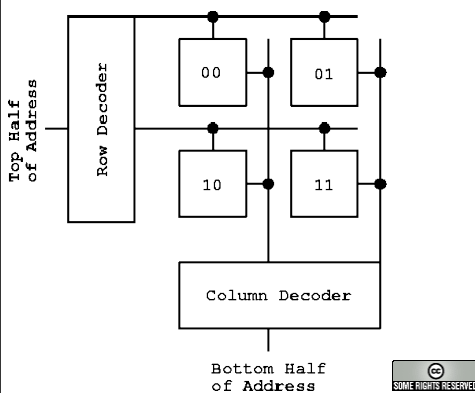 00
01
Top Half
of Address
Row Decoder
10
11
Column Decoder
Bottom Half
of Address
cc
SOME RIGHTS RESERVED